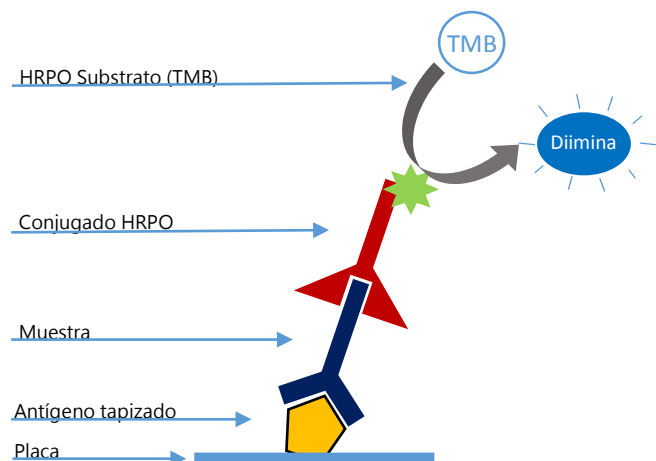 TMB
HRPO Substrato (TMB)
Diimina
Conjugado HRPO
Muestra
Antígeno tapizado
Placa